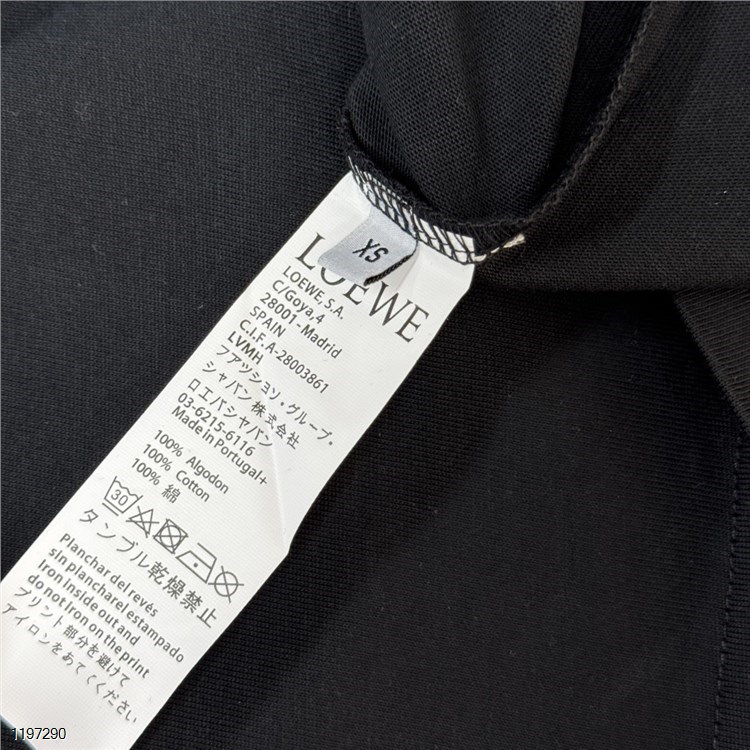 XS
LOEWE
LOEWE, S.A.
C/Goya,4
28001 - Madrid
SPAIN
C.I.F.A-28003861
LVMH
フアツション・グループ・
ジャパン 株式会社
ロエバジャパン
03-6215-6116
Made in Portugal+
100% Algodon
100% Cotton
100% 綿
30
タンブル乾燥禁止
Planchar del revés
sin planchar el estampado
Iron inside out and
do not Iron on the print
プリント部分を避けて
アイロンをあててください
1197290